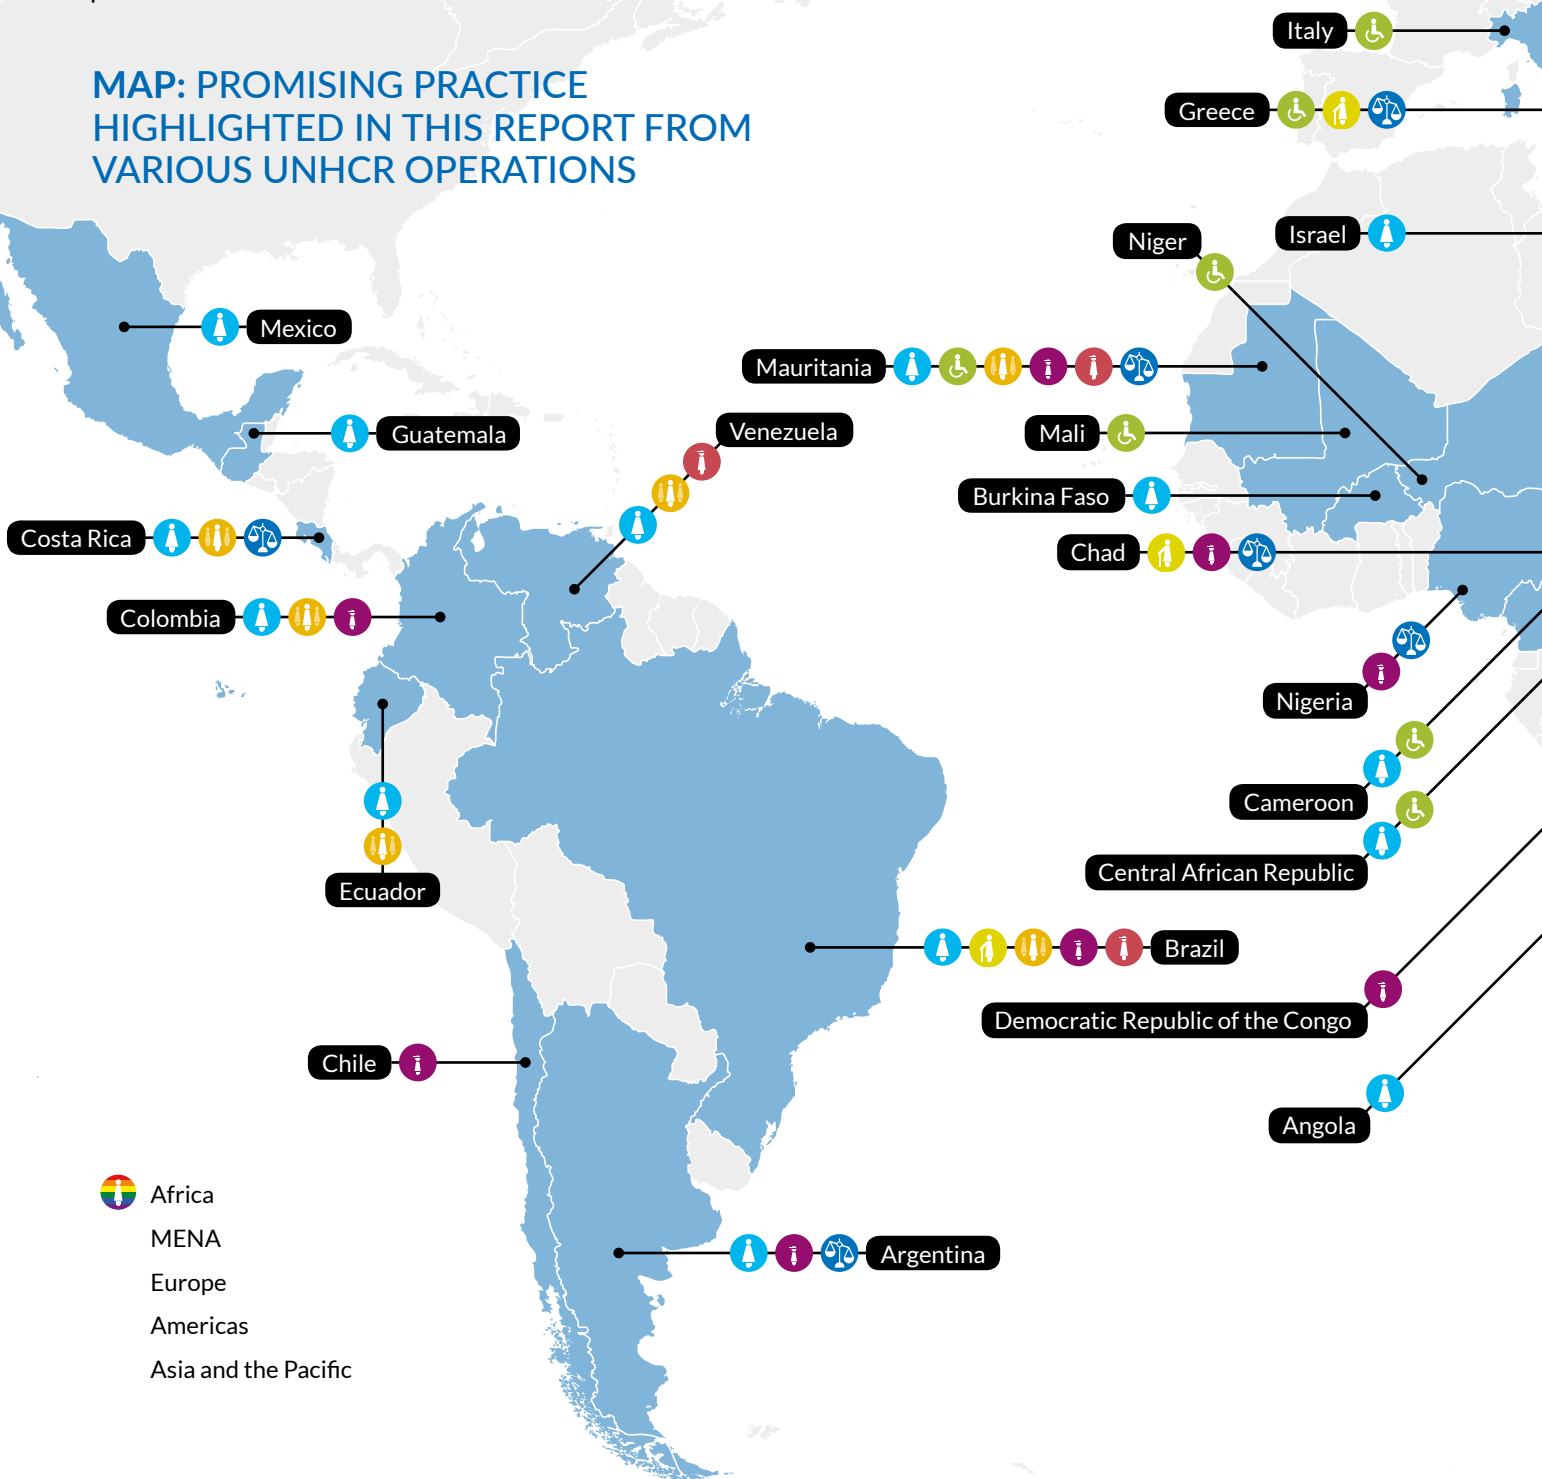 MAP: PROMISING PRACTICE
HIGHLIGHTED IN THIS REPORT FROM
VARIOUS UNHCR OPERATIONS
Italy
Greece
Niger
Israel
Mexico
Mauritania
Guatemala
Venezuela
Mali
Burkina Faso
Costa Rica
Chad
Colombia
Nigeria
Cameroon
Ecuador
Central African Republic
Brazil
Democratic Republic of the Congo
Chile
Angola
Africa
MENA
Argentina
Europe
Americas
Asia and the Pacific